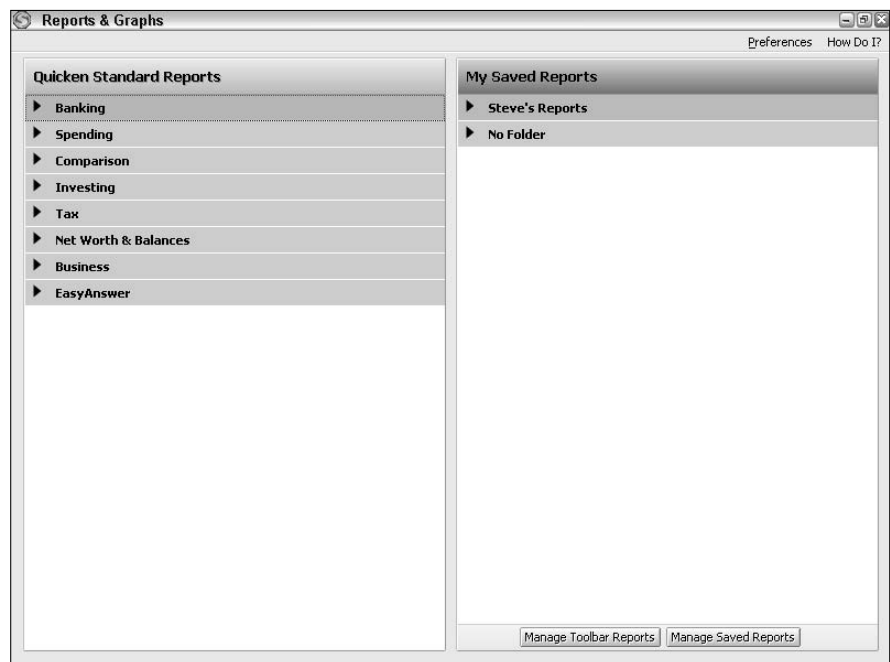 Reports & Graphs
Preferences How Do I?
Quicken Standard Reports
Banking
Spending
Comparison
Investing
Tax
Net Worth & Balances
Business
EasyAnswer
My Saved Reports
Steve's Reports
No Folder
Manage Toolbar Reports Manage Saved Reports